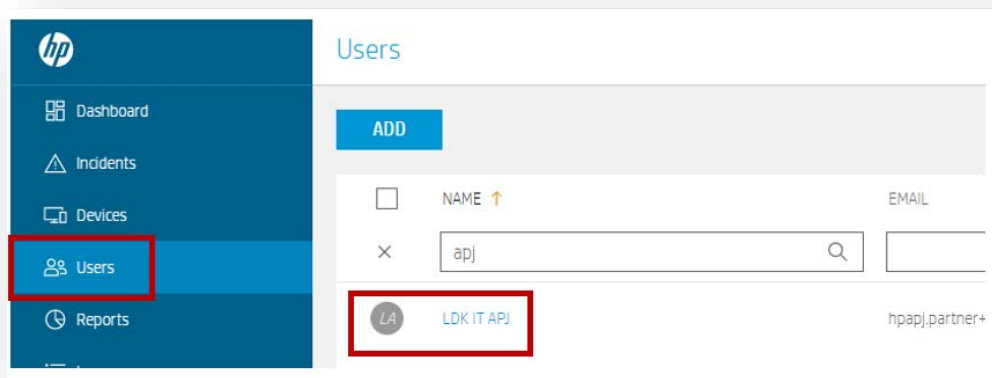 hp
Users
Dashboard
ADD
Incidents
NAME ↑
EMAIL
Devices
apj
Users
LA
LDK IT APJ
hpapj.partner+
Reports